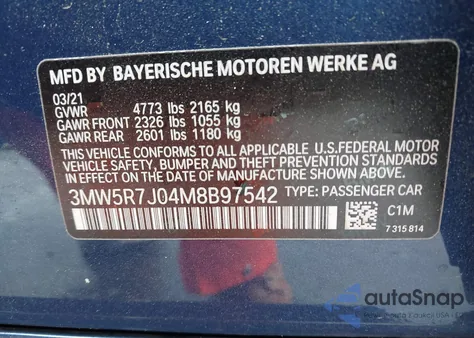 MFD BY BAYERISCHE MOTOREN WERKE AG
03/21
GVWR 4773 lbs 2165 kg
GAWR FRONT 2326 lbs 1055 kg
GAWR REAR 2601 lbs 1180 kg
THIS VEHICLE CONFORMS TO ALL APPLICABLE U.S.FEDERAL MOTOR
VEHICLE SAFETY, BUMPER AND THEFT PREVENTION STANDARDS
IN EFFECT ON THE DATE OF MANUFACTURE SHOWN ABOVE.
3MW5R7J04M8B97542 TYPE: PASSENGER CAR
C1M
7 315 814
autoSnap